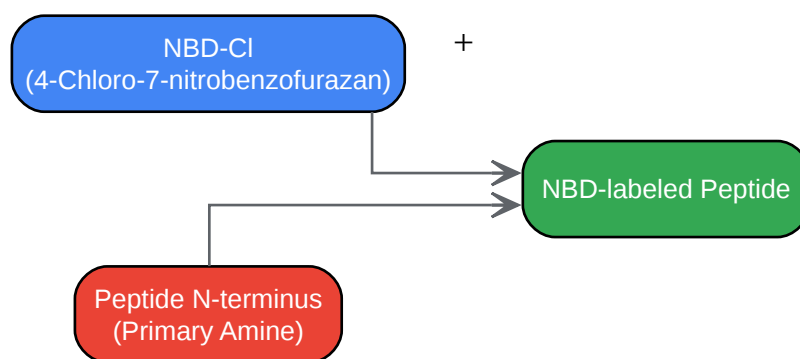 NBD-Cl
(4-Chloro-7-nitrobenzofurazan)
+
NBD-labeled Peptide
Peptide N-terminus
(Primary Amine)